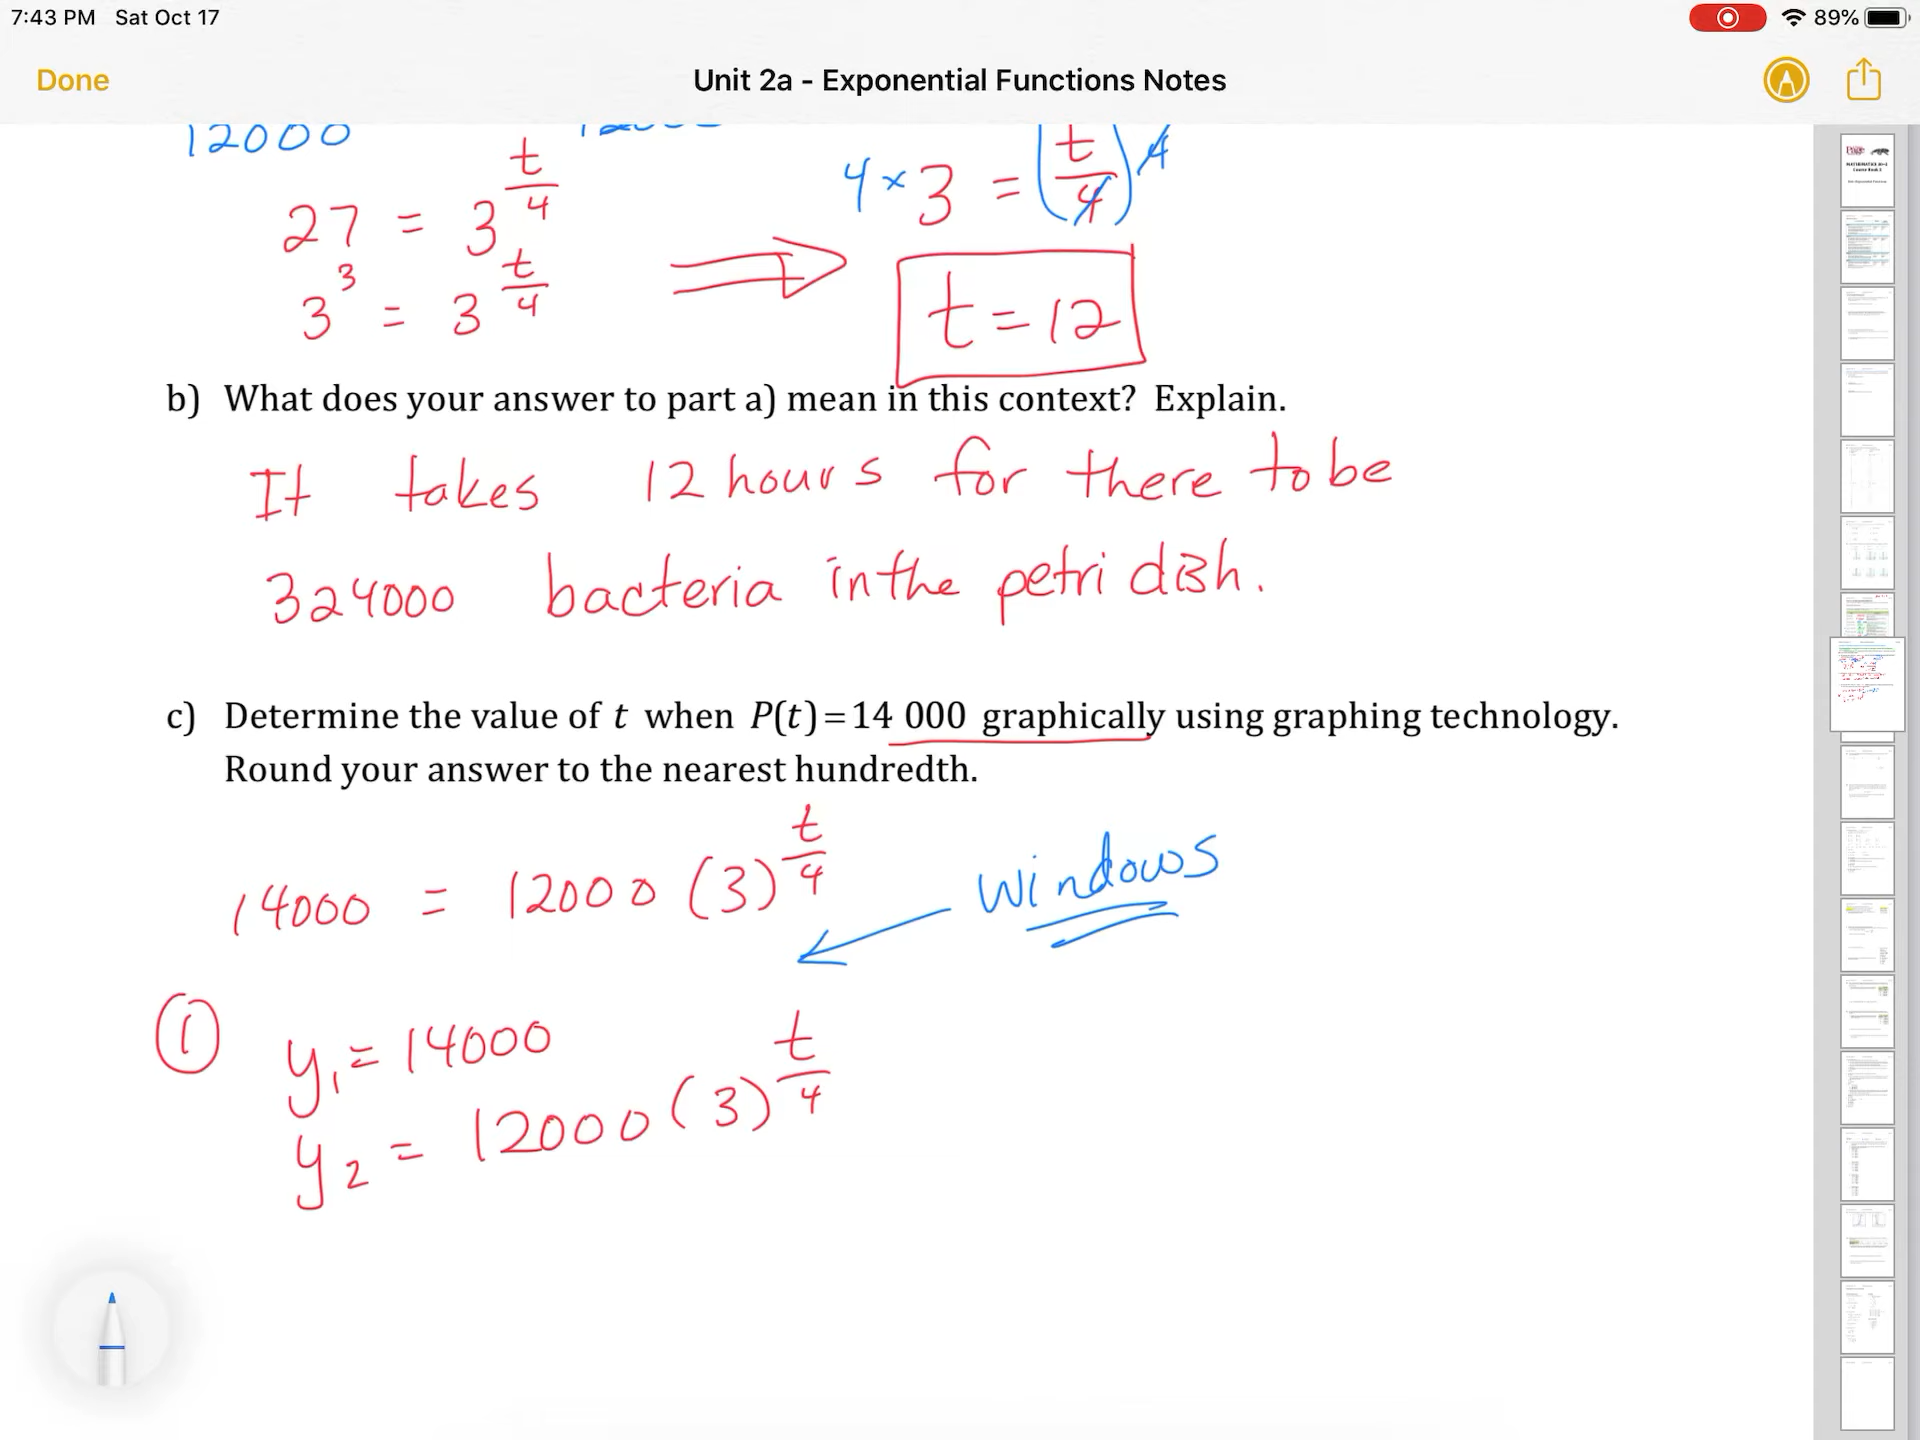 7:43 PM Sat Oct 17
89%
Done
Unit 2a - Exponential Functions Notes
12000
27 = 3^(t/4)
3^3 = 3^(t/4)
4 × 3 = (t/4) 4
t = 12
b) What does your answer to part a) mean in this context? Explain.
It takes 12 hours for there to be
324000 bacteria in the petri dish.
c) Determine the value of t when P(t)=14 000 graphically using graphing technology.
Round your answer to the nearest hundredth.
14000 = 12000 (3)^(t/4)
Windows
① y₁ = 14000
y₂ = 12000 (3)^(t/4)